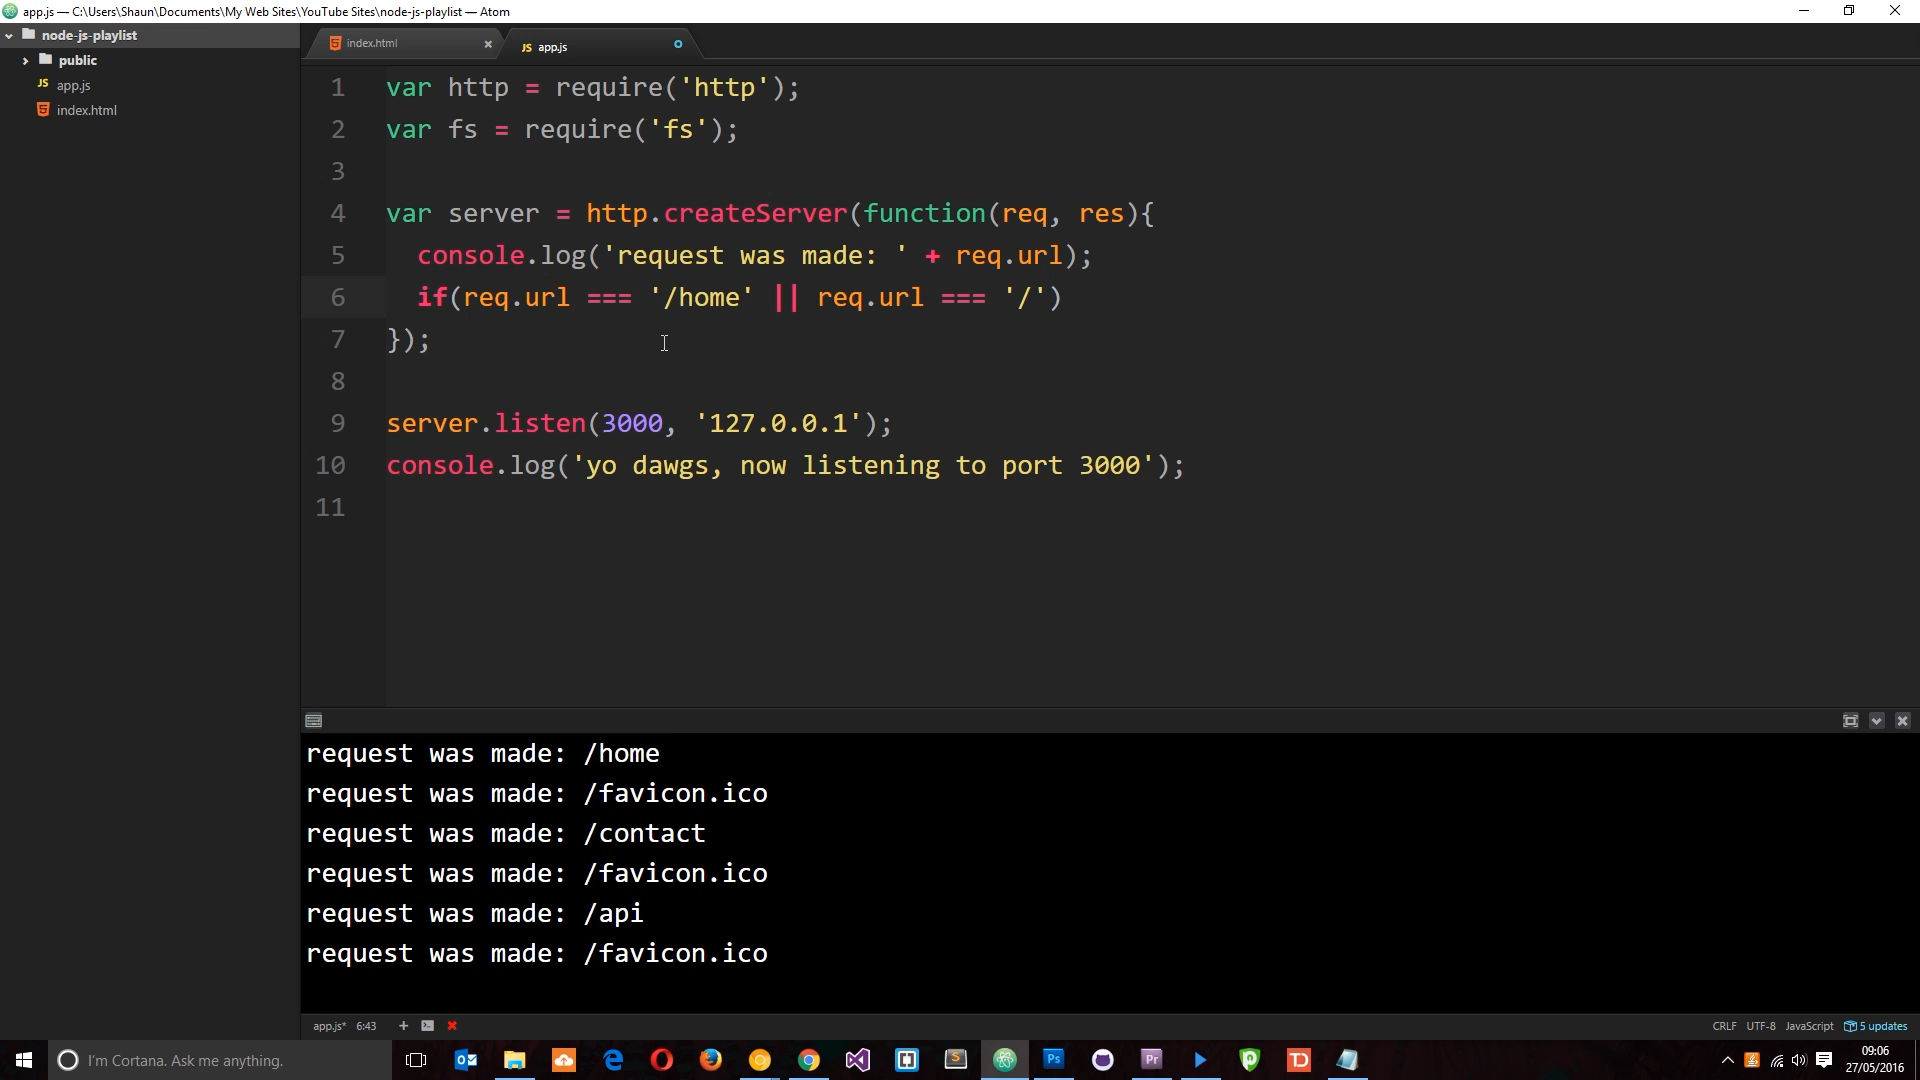 app.js — C:\Users\Shaun\Documents\My Web Sites\YouTube Sites\node-js-playlist — Atom
node-js-playlist
public
JS app.js
index.html
index.html
JS app.js
1 var http = require('http');
2 var fs = require('fs');
3
4 var server = http.createServer(function(req, res){
5 console.log('request was made: ' + req.url);
6 if(req.url === '/home' || req.url === '/')
7 });
8
9 server.listen(3000, '127.0.0.1');
10 console.log('yo dawgs, now listening to port 3000');
11
request was made: /home
request was made: /favicon.ico
request was made: /contact
request was made: /favicon.ico
request was made: /api
request was made: /favicon.ico
app.js* 6:43
CRLF UTF-8 JavaScript 5 updates
I'm Cortana. Ask me anything.
Ps
Pr
TD
09:06
27/05/2016